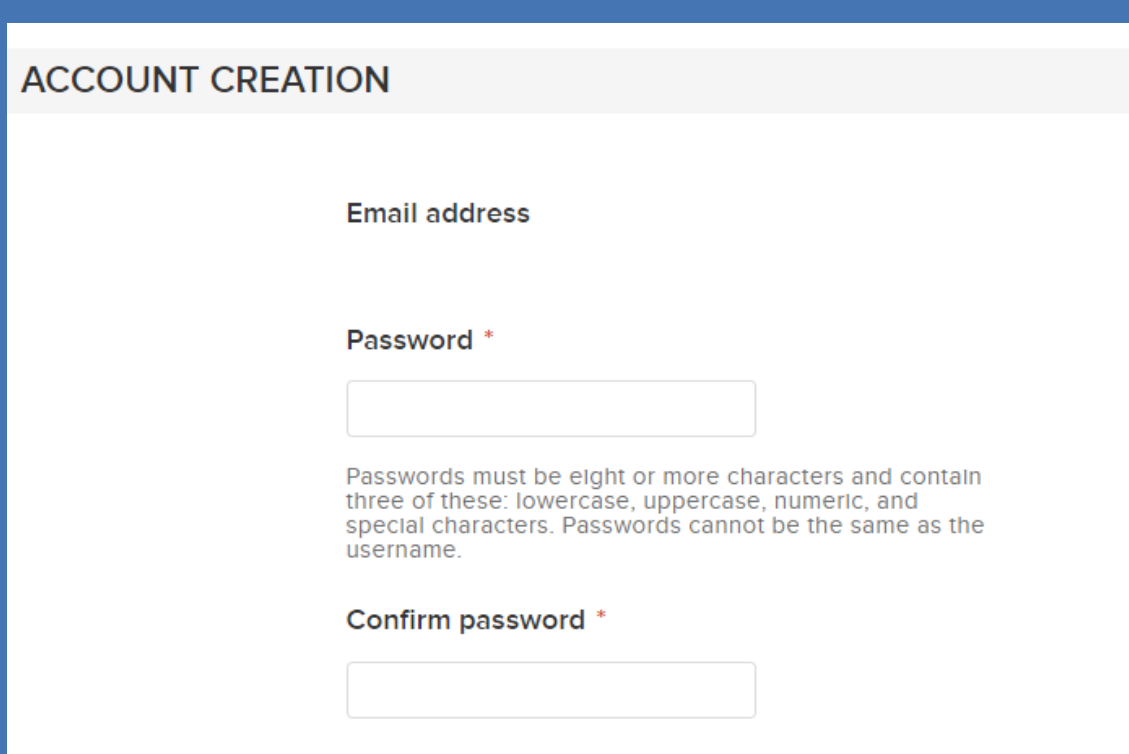 ACCOUNT CREATION
Email address
Password *
Passwords must be eight or more characters and contain
three of these: lowercase, uppercase, numeric, and
special characters. Passwords cannot be the same as the
username.
Confirm password *